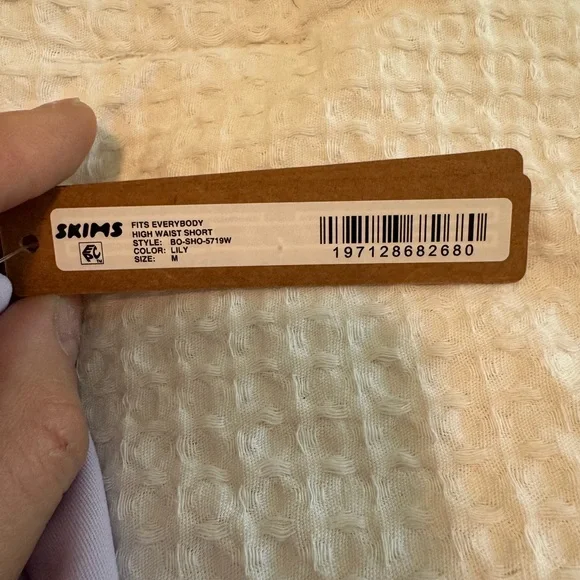 SKIMS
FITS EVERYBODY
HIGH WAIST SHORT
STYLE: BO-SHO-5719W
COLOR: LILY
SIZE: M
197128682680